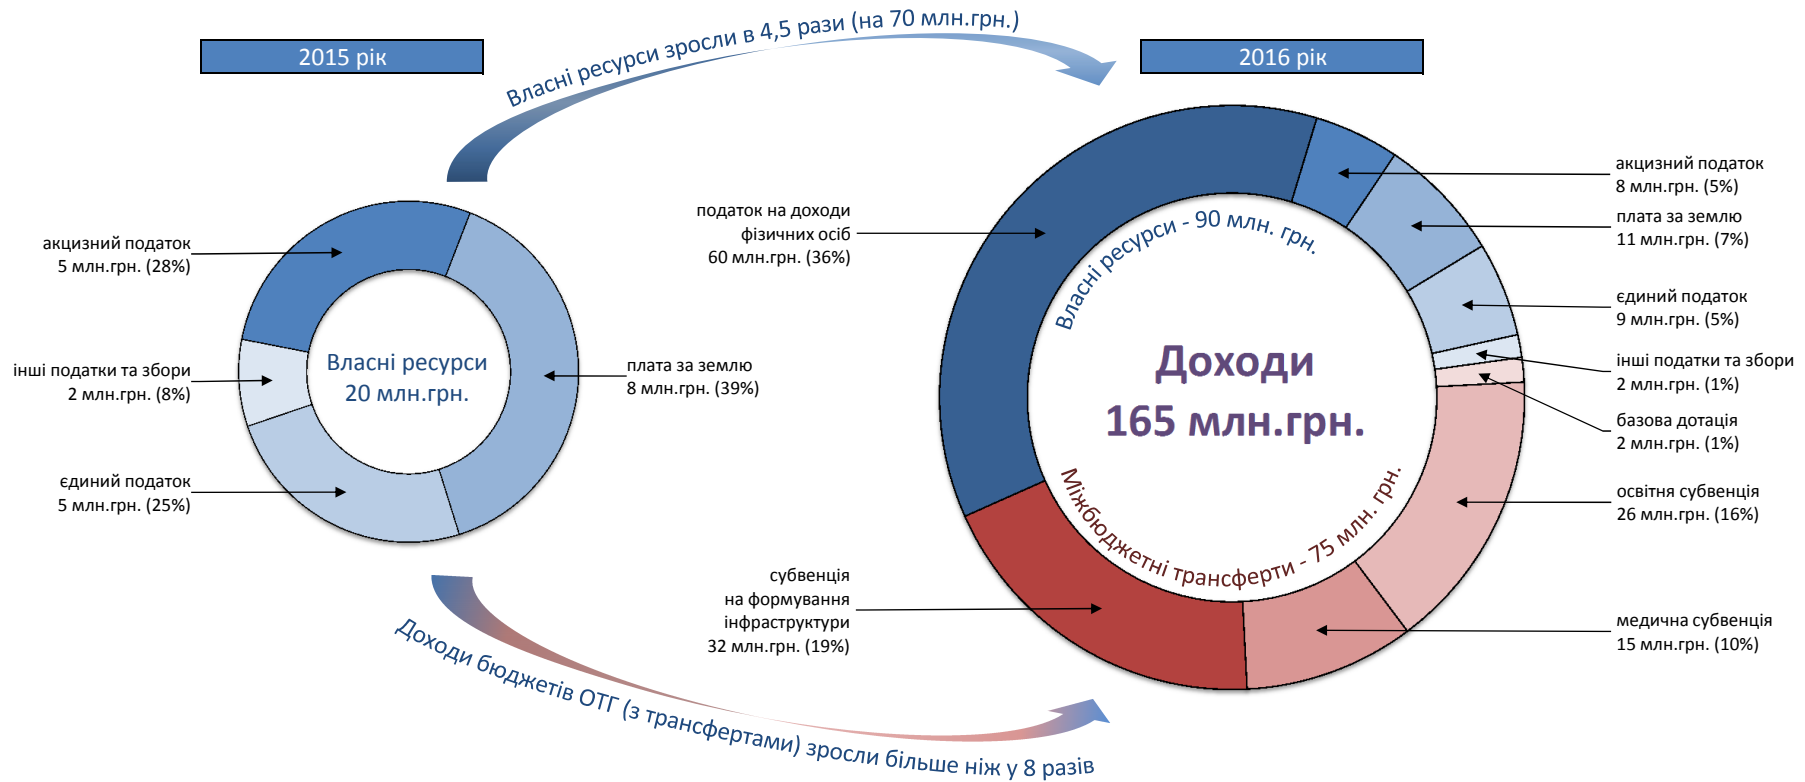 2015 рік
Власні ресурси зросли в 4,5 рази (на 70 млн.грн.)
2016 рік
акцизний податок
5 млн.грн. (28%)
інші податки та збори
2 млн.грн. (8%)
єдиний податок
5 млн.грн. (25%)
Власні ресурси
20 млн.грн.
плата за землю
8 млн.грн. (39%)
податок на доходи
фізичних осіб
60 млн.грн. (36%)
субвенція
на формування
інфраструктури
32 млн.грн. (19%)
Власні ресурси - 90 млн. грн.
Доходи
165 млн.грн.
Міжбюджетні трансферти - 75 млн. грн.
акцизний податок
8 млн.грн. (5%)
плата за землю
11 млн.грн. (7%)
єдиний податок
9 млн.грн. (5%)
інші податки та збори
2 млн.грн. (1%)
базова дотація
2 млн.грн. (1%)
освітня субвенція
26 млн.грн. (16%)
медична субвенція
15 млн.грн. (10%)
Доходи бюджетів ОТГ (з трансфертами) зросли більше ніж у 8 разів